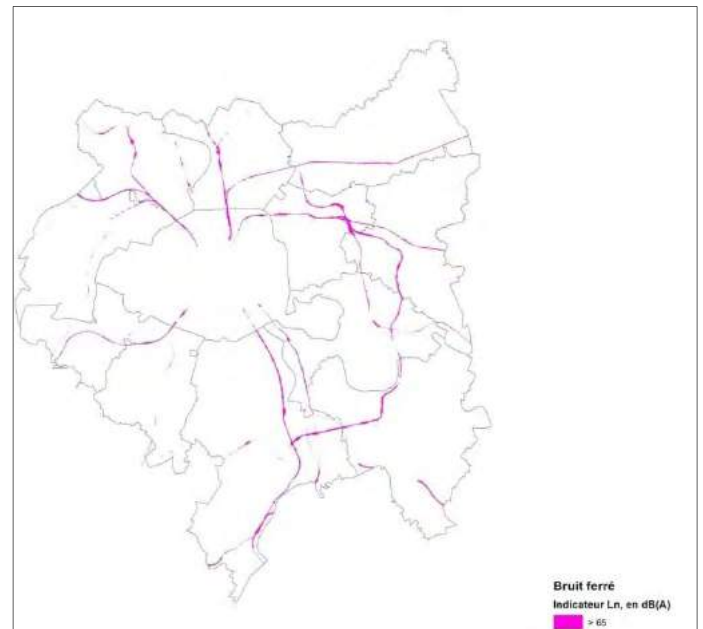 Bruit ferré
Indicateur Ln, en dB(A)
> 65